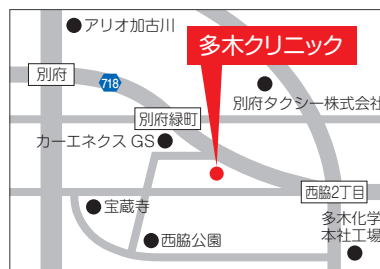 アリオ加古川
多木クリニック
別府
718
別府タクシー株式会社
別府緑町
カーエネクス GS
西脇2丁目
宝蔵寺
多木化学
本社工場
西脇公園